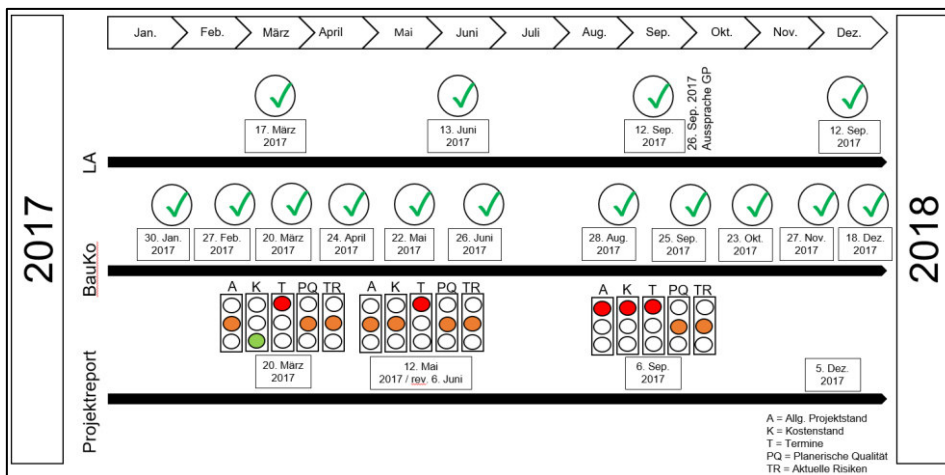 Jan. Feb. März April Mai Juni Juli Aug. Sep. Okt. Nov. Dez.
2017
LA
17. März
2017
13. Juni
2017
12. Sep.
2017
26. Sep. 2017
Aussprache GP
12. Sep.
2017
BauKo
30. Jan.
2017
27. Feb.
2017
20. März
2017
24. April
2017
22. Mai
2017
26. Juni
2017
28. Aug.
2017
25. Sep.
2017
23. Okt.
2017
27. Nov.
2017
18. Dez.
2017
Projektreport
A K T PQ TR
20. März
2017
A K T PQ TR
12. Mai
2017 / rev. 6. Juni
A K T PQ TR
6. Sep.
2017
5. Dez.
2017
2018
A = Allg. Projektstand
K = Kostenstand
T = Termine
PQ = Planerische Qualität
TR = Aktuelle Risiken